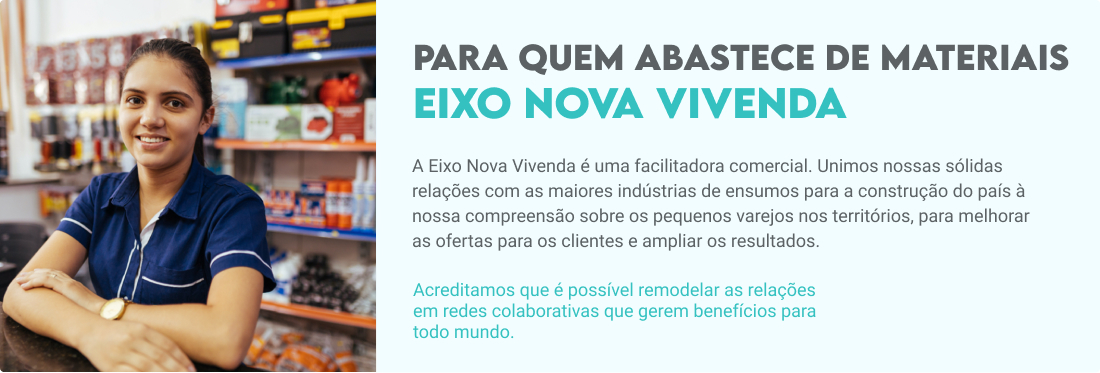 PARA QUEM ABASTECE DE MATERIAIS
EIXO NOVA VIVENDA
A Eixo Nova Vivenda é uma facilitadora comercial. Unimos nossas sólidas
relações com as maiores indústrias de ensumos para a construção do país à
nossa compreensão sobre os pequenos varejos nos territórios, para melhorar
as ofertas para os clientes e ampliar os resultados.
Acreditamos que é possível remodelar as relações
em redes colaborativas que gerem benefícios para
todo mundo.